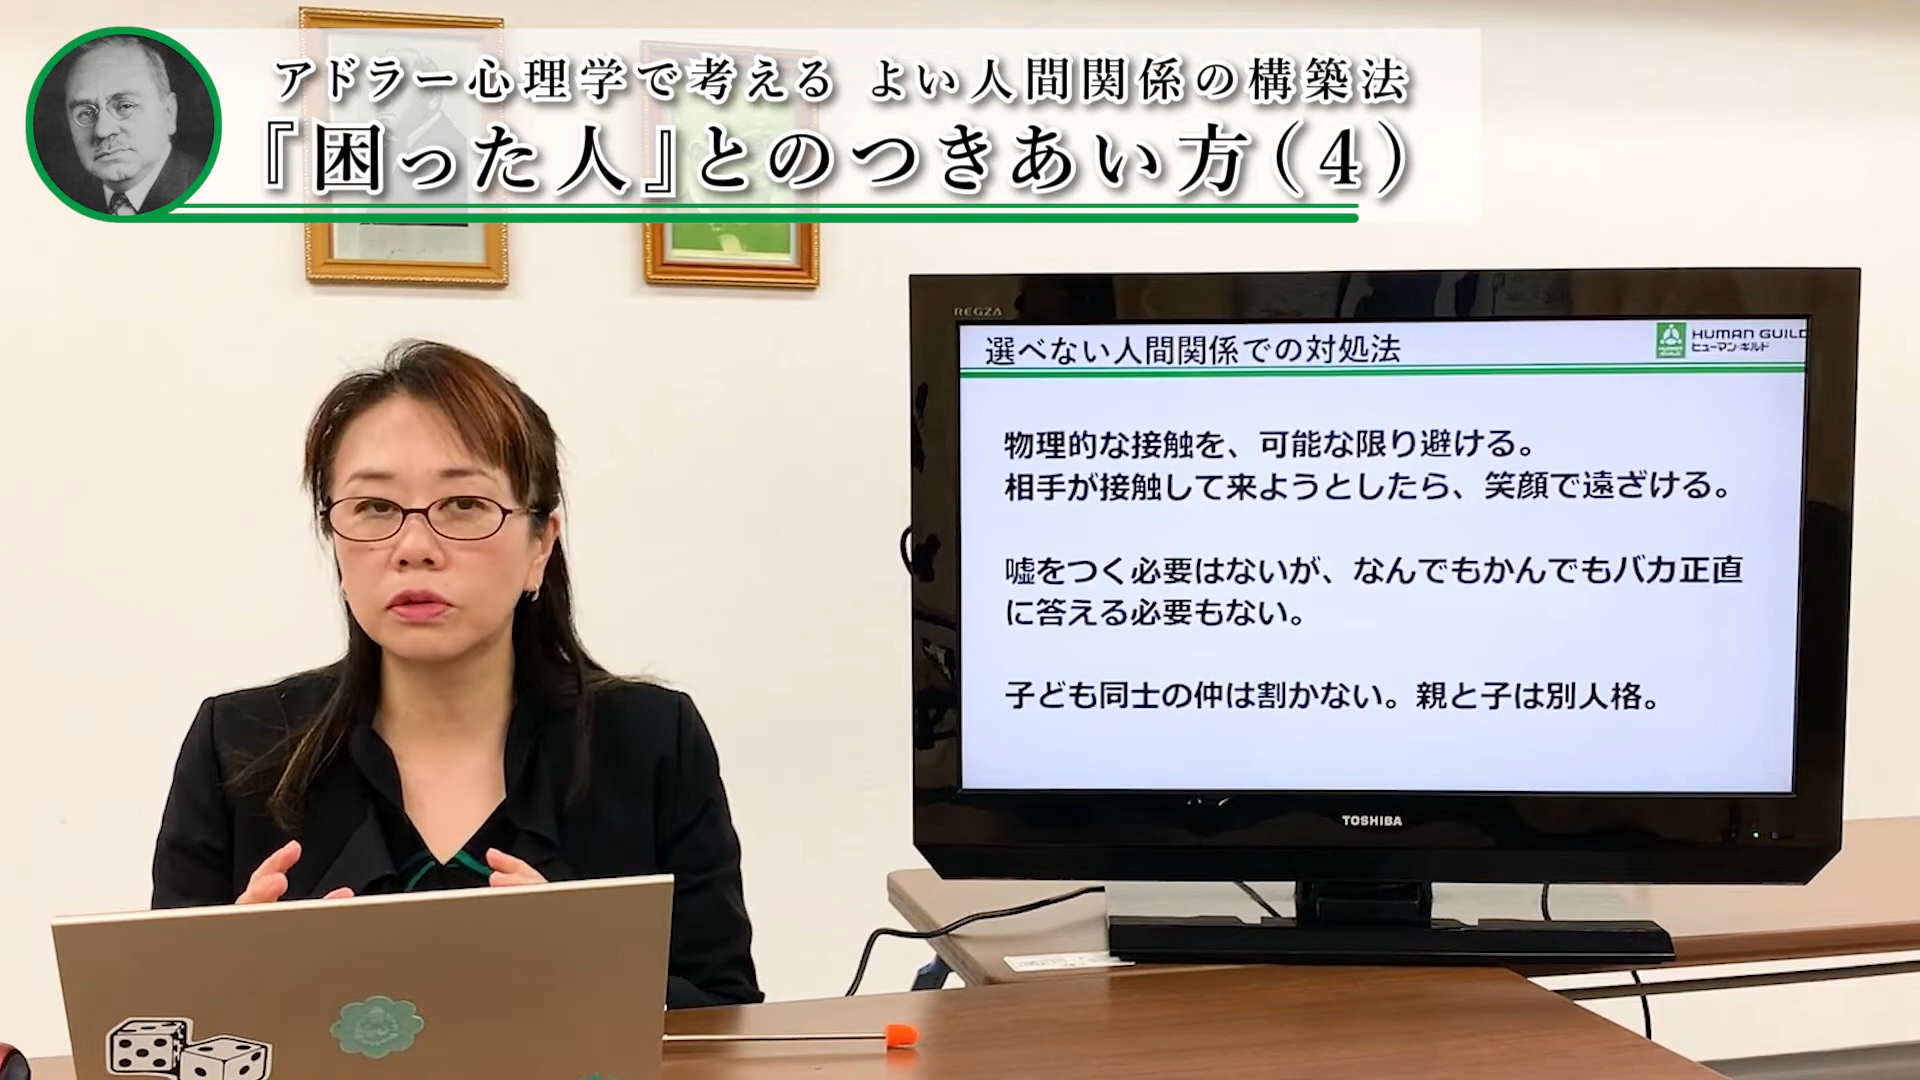 アドラー心理学で考える よい人間関係の構築法
『困った人』とのつきあい方(4)
REGZA
選べない人間関係での対処法
HUMAN GUILD
ヒューマン・ギルド
物理的な接触を、可能な限り避ける。
相手が接触して来ようとしたら、笑顔で遠ざける。
嘘をつく必要はないが、なんでもかんでもバカ正直
に答える必要もない。
子ども同士の仲は割かない。親と子は別人格。
TOSHIBA